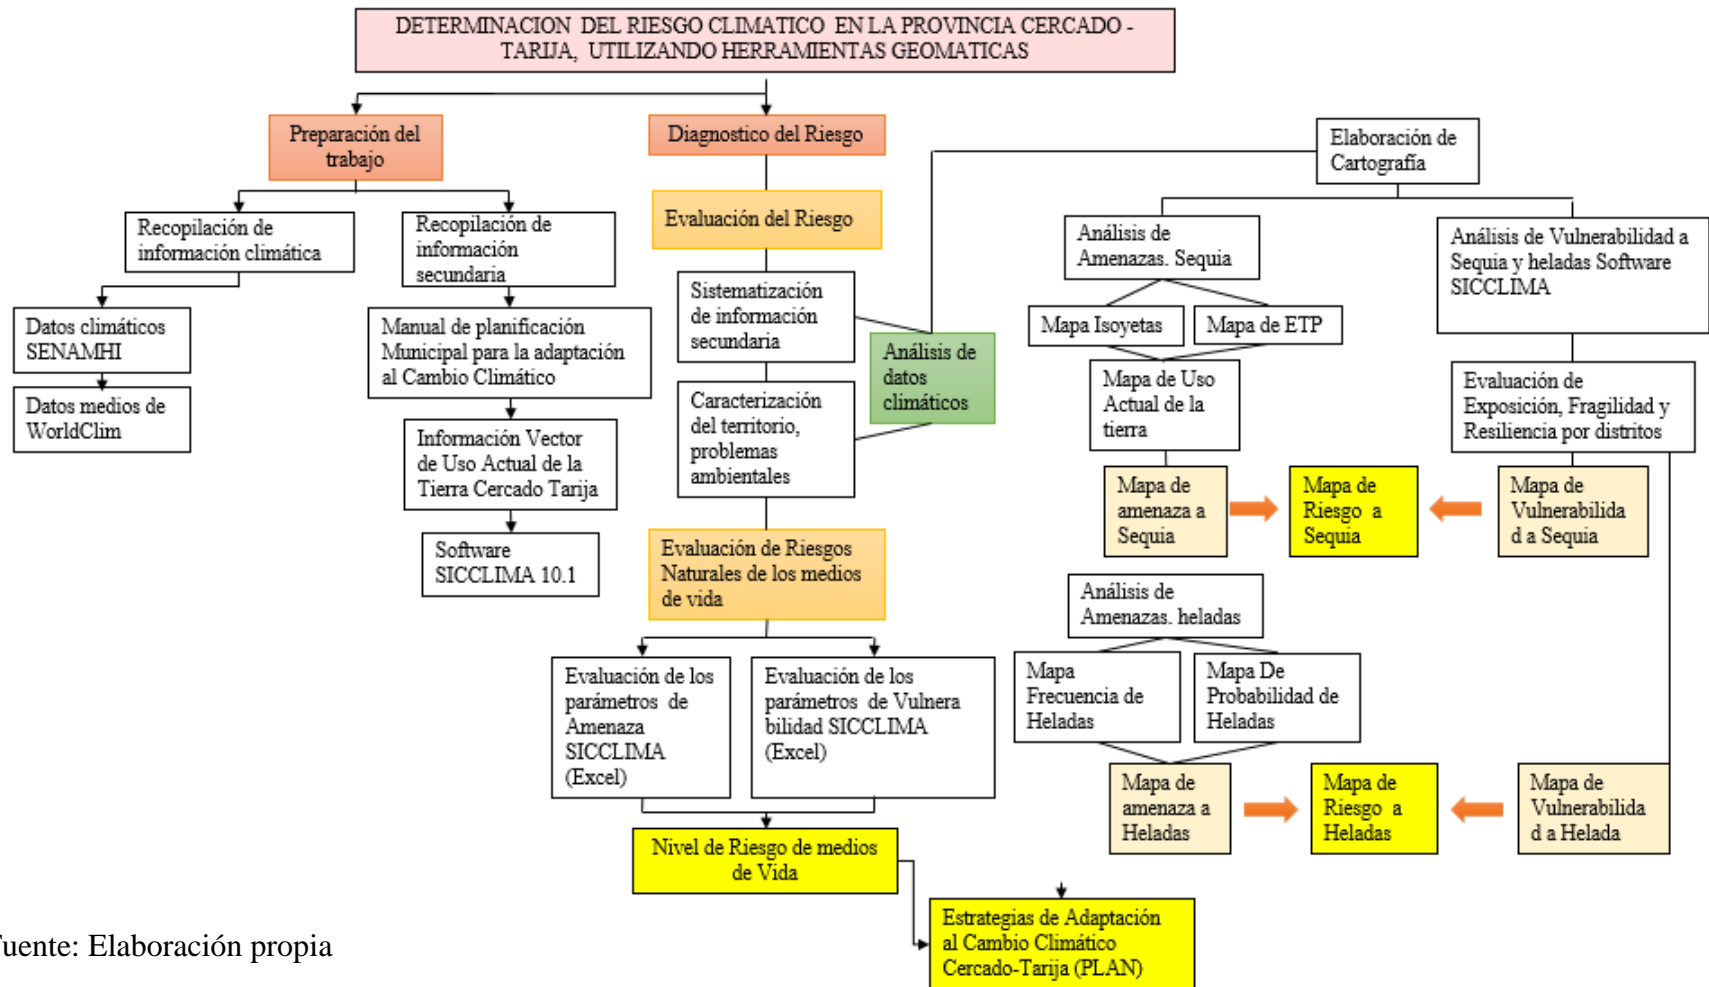 DETERMINACION DEL RIESGO CLIMATICO EN LA PROVINCIA CERCADO -
TARIJA, UTILIZANDO HERRAMIENTAS GEOMATICAS
Preparación del
trabajo
Diagnostico del Riesgo
Recopilación de
información climática
Recopilación de
información
secundaria
Datos climáticos
SENAMHI
Datos medios de
WorldClim
Manual de planificación
Municipal para la adaptación
al Cambio Climático
Información Vector
de Uso Actual de la
Tierra Cercado Tarija
Software
SICCLIMA 10.1
Evaluación del Riesgo
Sistematización
de información
secundaria
Caracterización
del territorio,
problemas
ambientales
Análisis de
datos
climáticos
Evaluación de Riesgos
Naturales de los medios
de vida
Evaluación de los
parámetros de
Amenaza
SICCLIMA
(Excel)
Evaluación de los
parámetros de Vulnera
bilidad SICCLIMA
(Excel)
Nivel de Riesgo de medios
de Vida
Elaboración de
Cartografía
Análisis de
Amenazas. Sequia
Análisis de Vulnerabilidad a
Sequia y heladas Software
SICCLIMA
Mapa Isoyetas
Mapa de ETP
Mapa de Uso
Actual de la
tierra
Evaluación de
Exposición, Fragilidad y
Resiliencia por distritos
Mapa de
amenaza a
Sequia
Mapa de
Riesgo a
Sequia
Mapa de
Vulnerabilida
d a Sequia
Análisis de
Amenazas. heladas
Mapa
Frecuencia de
Heladas
Mapa De
Probabilidad de
Heladas
Mapa de
amenaza a
Heladas
Mapa de
Riesgo a
Heladas
Mapa de
Vulnerabilida
d a Helada
Estrategias de Adaptación
al Cambio Climático
Cercado-Tarija (PLAN)
Fuente: Elaboración propia